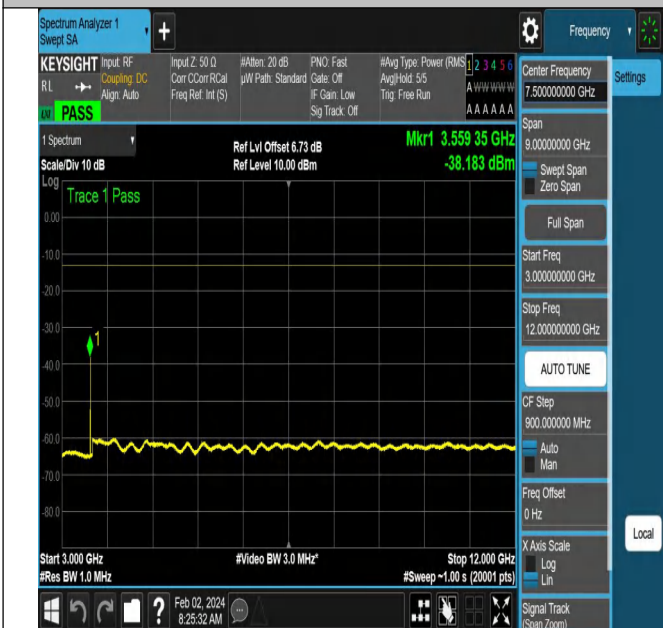 Spectrum Analyzer 1
Swept SA
+
Frequency
KEYSIGHT
Input: RF
Coupling: DC
Align: Auto
Input Z: 50 Ω
Corr CCorr RCal
Freq Ref: Int (S)
#Atten: 20 dB
µW Path: Standard
PNO: Fast
Gate: Off
IF Gain: Low
Sig Track: Off
#Avg Type: Power (RMS
Avg|Hold: 5/5
Trig: Free Run
1 2 3 4 5 6
A W W W W W
A A A A A A
RL
PASS
1 Spectrum
Scale/Div 10 dB
Ref Lvl Offset 6.73 dB
Ref Level 10.00 dBm
Mkr1 3.559 35 GHz
-38.183 dBm
Log
Trace 1 Pass
0.00
-10.0
-20.0
-30.0
-40.0
-50.0
-60.0
-70.0
-80.0
1
Start 3.000 GHz
#Res BW 1.0 MHz
#Video BW 3.0 MHz*
Stop 12.000 GHz
#Sweep ~1.00 s (20001 pts)
?
Feb 02, 2024
8:25:32 AM
Center Frequency
7.500000000 GHz
Settings
Span
9.00000000 GHz
Swept Span
Zero Span
Full Span
Start Freq
3.000000000 GHz
Stop Freq
12.000000000 GHz
AUTO TUNE
CF Step
900.000000 MHz
Auto
Man
Freq Offset
0 Hz
X Axis Scale
Log
Lin
Local
Signal Track
(Span Zoom)